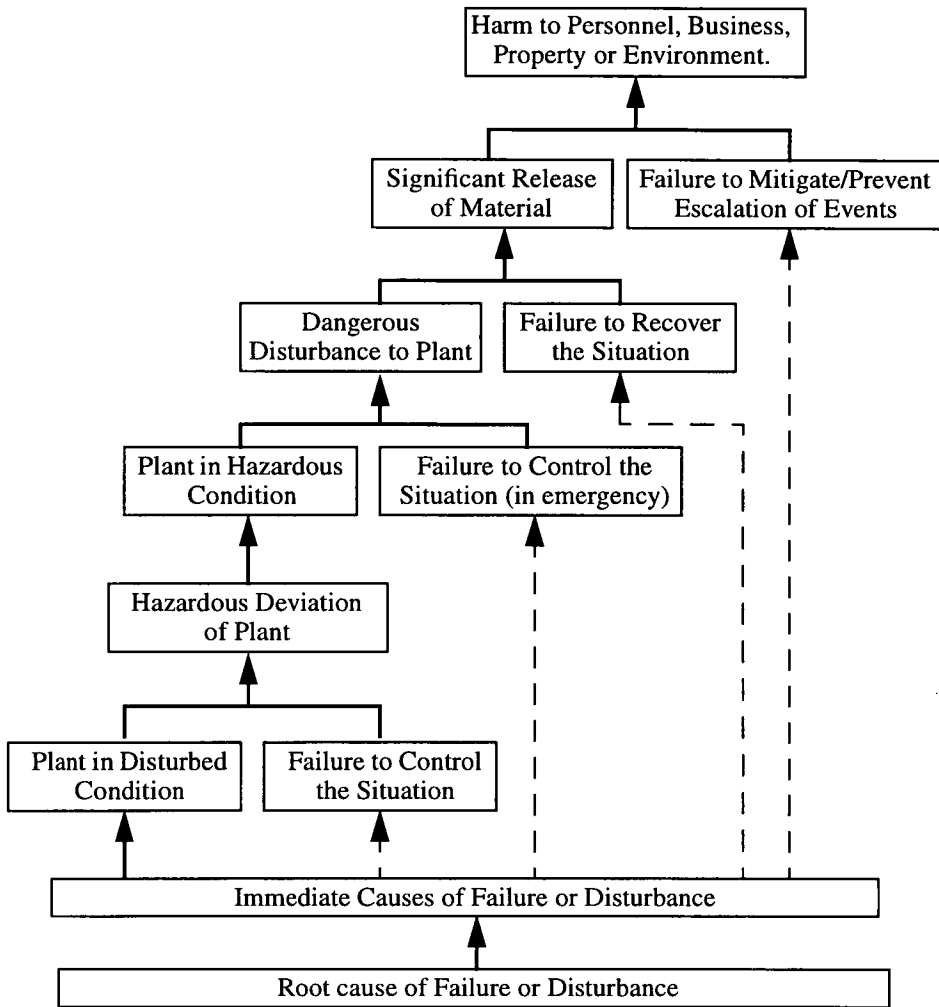 Harm to Personnel, Business,
Property or Environment.
Significant Release
of Material
Failure to Mitigate/Prevent
Escalation of Events
Dangerous
Disturbance to Plant
Failure to Recover
the Situation
Plant in Hazardous
Condition
Failure to Control the
Situation (in emergency)
Hazardous Deviation
of Plant
Plant in Disturbed
Condition
Failure to Control
the Situation
Immediate Causes of Failure or Disturbance
Root cause of Failure or Disturbance